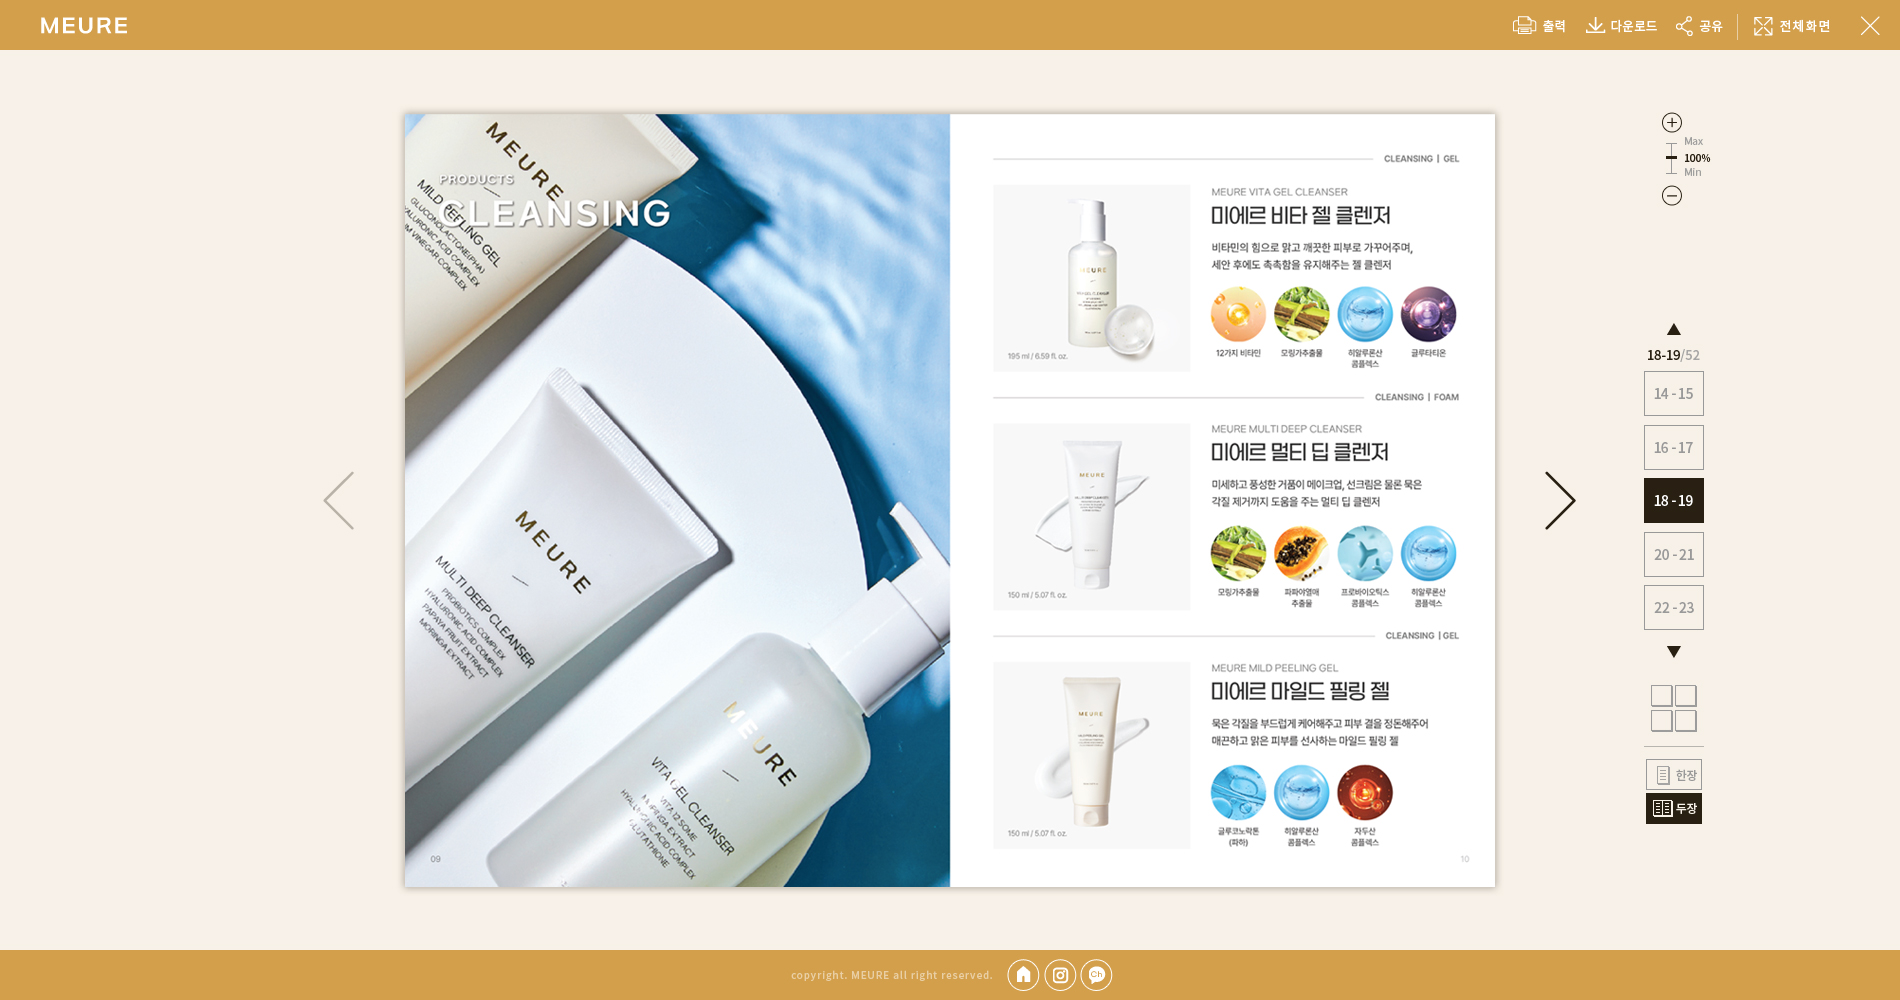 MEURE
출력
다운로드
공유
전체화면
PRODUCTS
CLEANSING
MEURE
MILD PEELING GEL
GLUCONOLACTONE(PHA)
HYALURONIC ACID COMPLEX
VINEGAR COMPLEX
MEURE
MULTI DEEP CLEANSER
PROBIOTICS COMPLEX
HYALURONIC ACID COMPLEX
PAPAYA FRUIT EXTRACT
MORINGA EXTRACT
MEURE
VITA GEL CLEANSER
VITA 12 SOME
MORINGA EXTRACT
HYALURONIC ACID COMPLEX
GLUTATHIONE
09
CLEANSING | GEL
MEURE
VITA GEL CLEANSER
195 ml / 6.59 fl. oz.
MEURE VITA GEL CLEANSER
미에르 비타 젤 클렌저
비타민의 힘으로 맑고 깨끗한 피부로 가꾸어주며,
세안 후에도 촉촉함을 유지해주는 젤 클렌저
12가지 비타민
모링가추출물
히알루론산
콤플렉스
글루타티온
CLEANSING | FOAM
MEURE
150 ml / 5.07 fl. oz.
MEURE MULTI DEEP CLEANSER
미에르 멀티 딥 클렌저
미세하고 풍성한 거품이 메이크업, 선크림은 물론 묵은
각질 제거까지 도움을 주는 멀티 딥 클렌저
모링가추출물
파파야열매
추출물
프로바이오틱스
콤플렉스
히알루론산
콤플렉스
CLEANSING | GEL
MEURE
150 ml / 5.07 fl. oz.
MEURE MILD PEELING GEL
미에르 마일드 필링 젤
묵은 각질을 부드럽게 케어해주고 피부 결을 정돈해주어
매끈하고 맑은 피부를 선사하는 마일드 필링 젤
글루코노락톤
(파하)
히알루론산
콤플렉스
자두산
콤플렉스
10
Max
100%
Min
18-19/52
14 - 15
16 - 17
18 - 19
20 - 21
22 - 23
한장
두장
copyright. MEURE all right reserved.
Ch